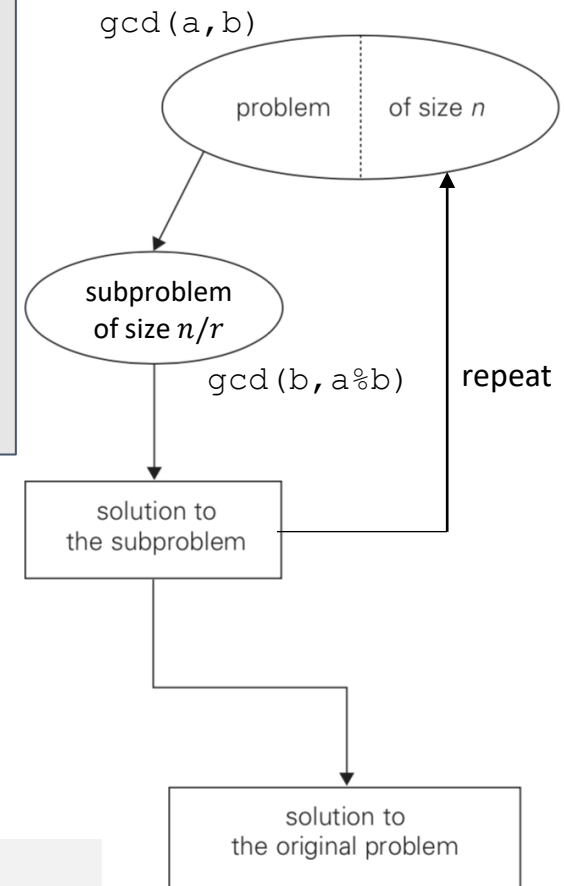 gcd(a,b)
problem of size n
subproblem
of size n/r
gcd(b,a%b)
repeat
solution to
the subproblem
solution to
the original problem